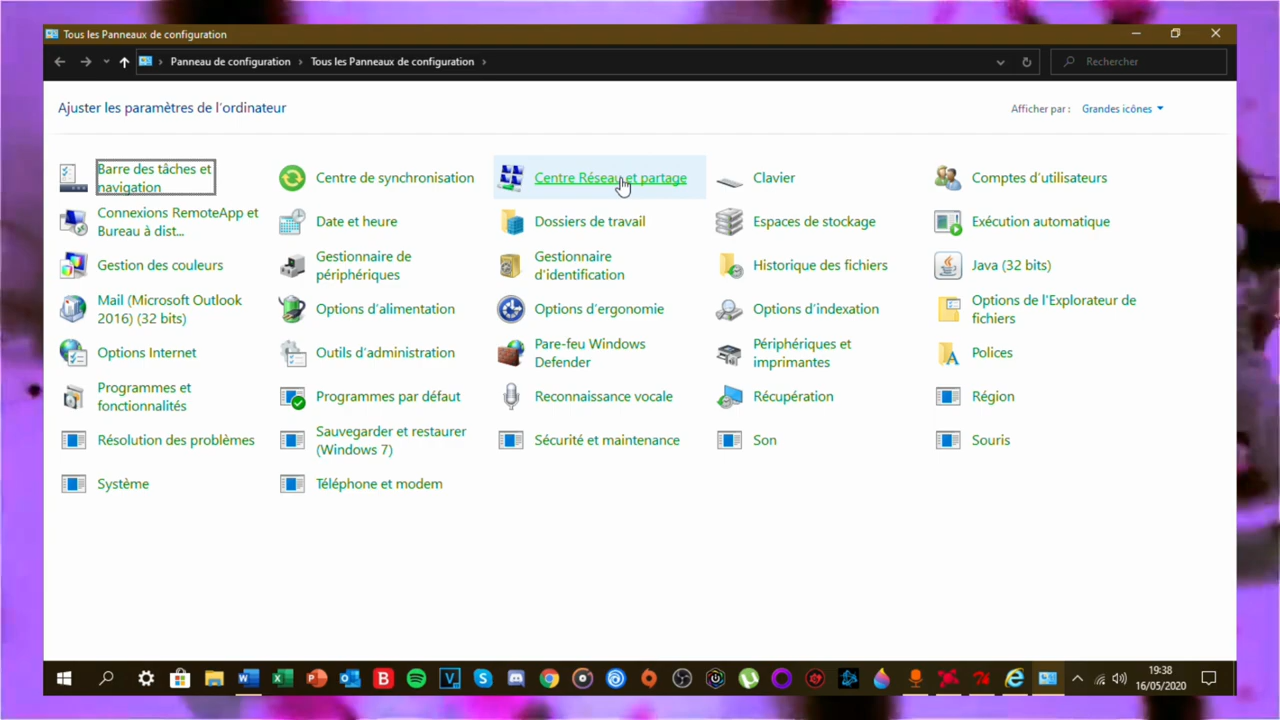 Tous les Panneaux de configuration
Panneau de configuration
Tous les Panneaux de configuration
Rechercher
Ajuster les paramètres de l'ordinateur
Afficher par :
Grandes icônes
Barre des tâches et
navigation
Centre de synchronisation
Centre Réseau et partage
Clavier
Comptes d'utilisateurs
Connexions RemoteApp et
Bureau à dist...
Date et heure
Dossiers de travail
Espaces de stockage
Exécution automatique
Gestion des couleurs
Gestionnaire de
périphériques
Gestionnaire
d'identification
Historique des fichiers
Java (32 bits)
Mail (Microsoft Outlook
2016) (32 bits)
Options d'alimentation
Options d'ergonomie
Options d'indexation
Options de l'Explorateur de
fichiers
Options Internet
Outils d'administration
Pare-feu Windows
Defender
Périphériques et
imprimantes
Polices
Programmes et
fonctionnalités
Programmes par défaut
Reconnaissance vocale
Récupération
Région
Résolution des problèmes
Sauvegarder et restaurer
(Windows 7)
Sécurité et maintenance
Son
Souris
Système
Téléphone et modem
19:38
16/05/2020